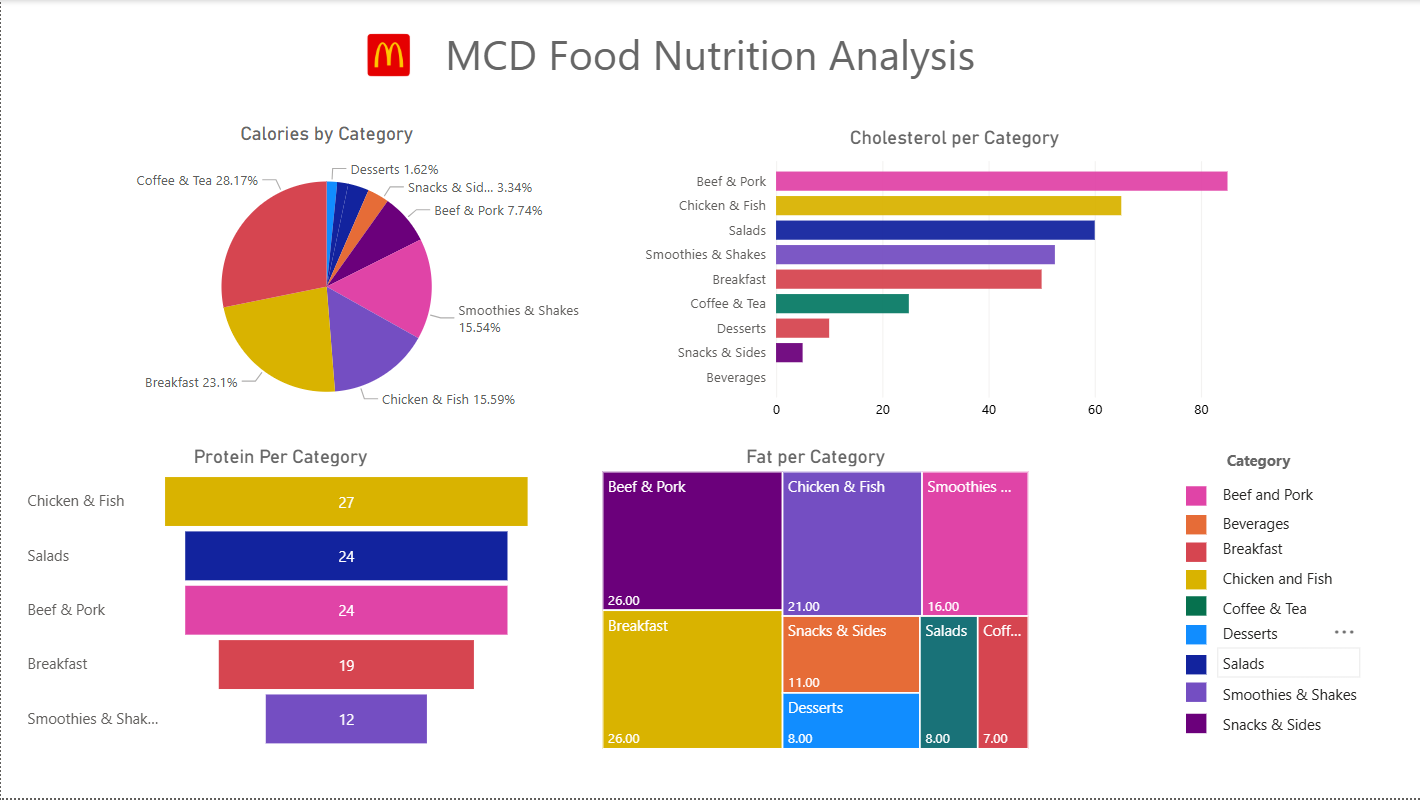 MCD Food Nutrition Analysis
Calories by Category
Desserts 1.62%
Coffee & Tea 28.17%
Snacks & Sid... 3.34%
Beef & Pork 7.74%
Smoothies & Shakes
15.54%
Breakfast 23.1%
Chicken & Fish 15.59%
Cholesterol per Category
Beef & Pork
Chicken & Fish
Salads
Smoothies & Shakes
Breakfast
Coffee & Tea
Desserts
Snacks & Sides
Beverages
0 20 40 60 80
Protein Per Category
Chicken & Fish 27
Salads 24
Beef & Pork 24
Breakfast 19
Smoothies & Shak... 12
Fat per Category
Beef & Pork
26.00
Breakfast
26.00
Chicken & Fish
21.00
Smoothies ...
16.00
Snacks & Sides
11.00
Desserts
8.00
Salads
8.00
Coff...
7.00
Category
Beef and Pork
Beverages
Breakfast
Chicken and Fish
Coffee & Tea
Desserts
Salads
Smoothies & Shakes
Snacks & Sides